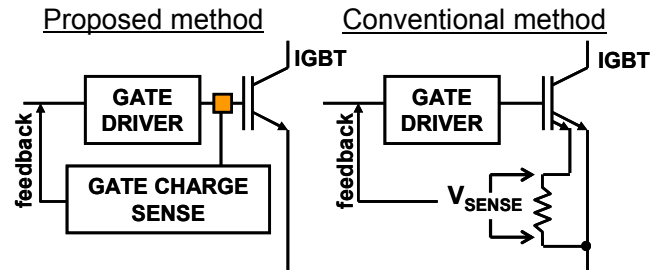 Proposed method
IGBT
GATE
DRIVER
feedback
GATE CHARGE
SENSE
Conventional method
IGBT
GATE
DRIVER
feedback
VSENSE